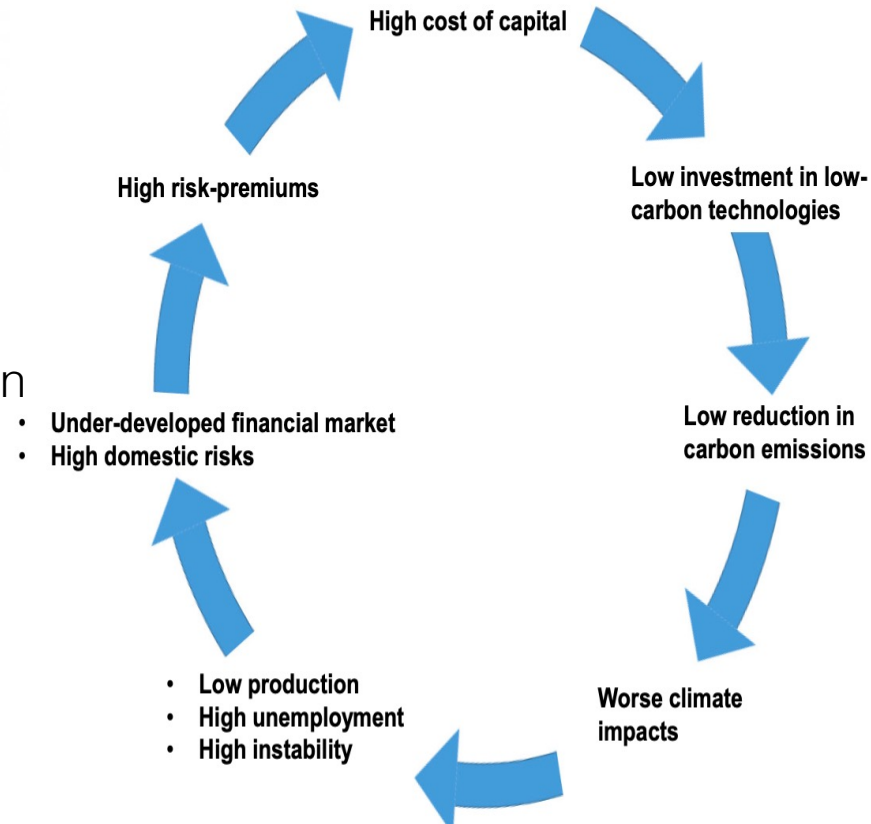 High cost of capital
Low investment in low-
carbon technologies
Low reduction in
carbon emissions
Worse climate
impacts
• Low production
• High unemployment
• High instability
n
• Under-developed financial market
• High domestic risks
High risk-premiums